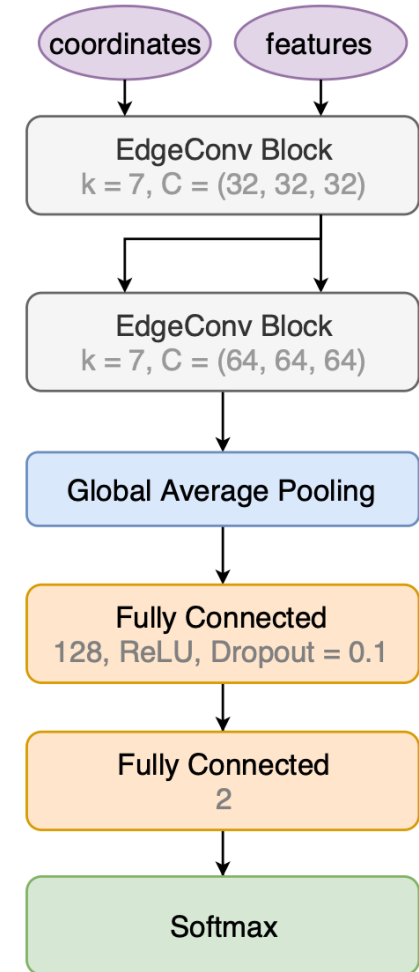 coordinates features
EdgeConv Block
k = 7, C = (32, 32, 32)
EdgeConv Block
k = 7, C = (64, 64, 64)
Global Average Pooling
Fully Connected
128, ReLU, Dropout = 0.1
Fully Connected
2
Softmax